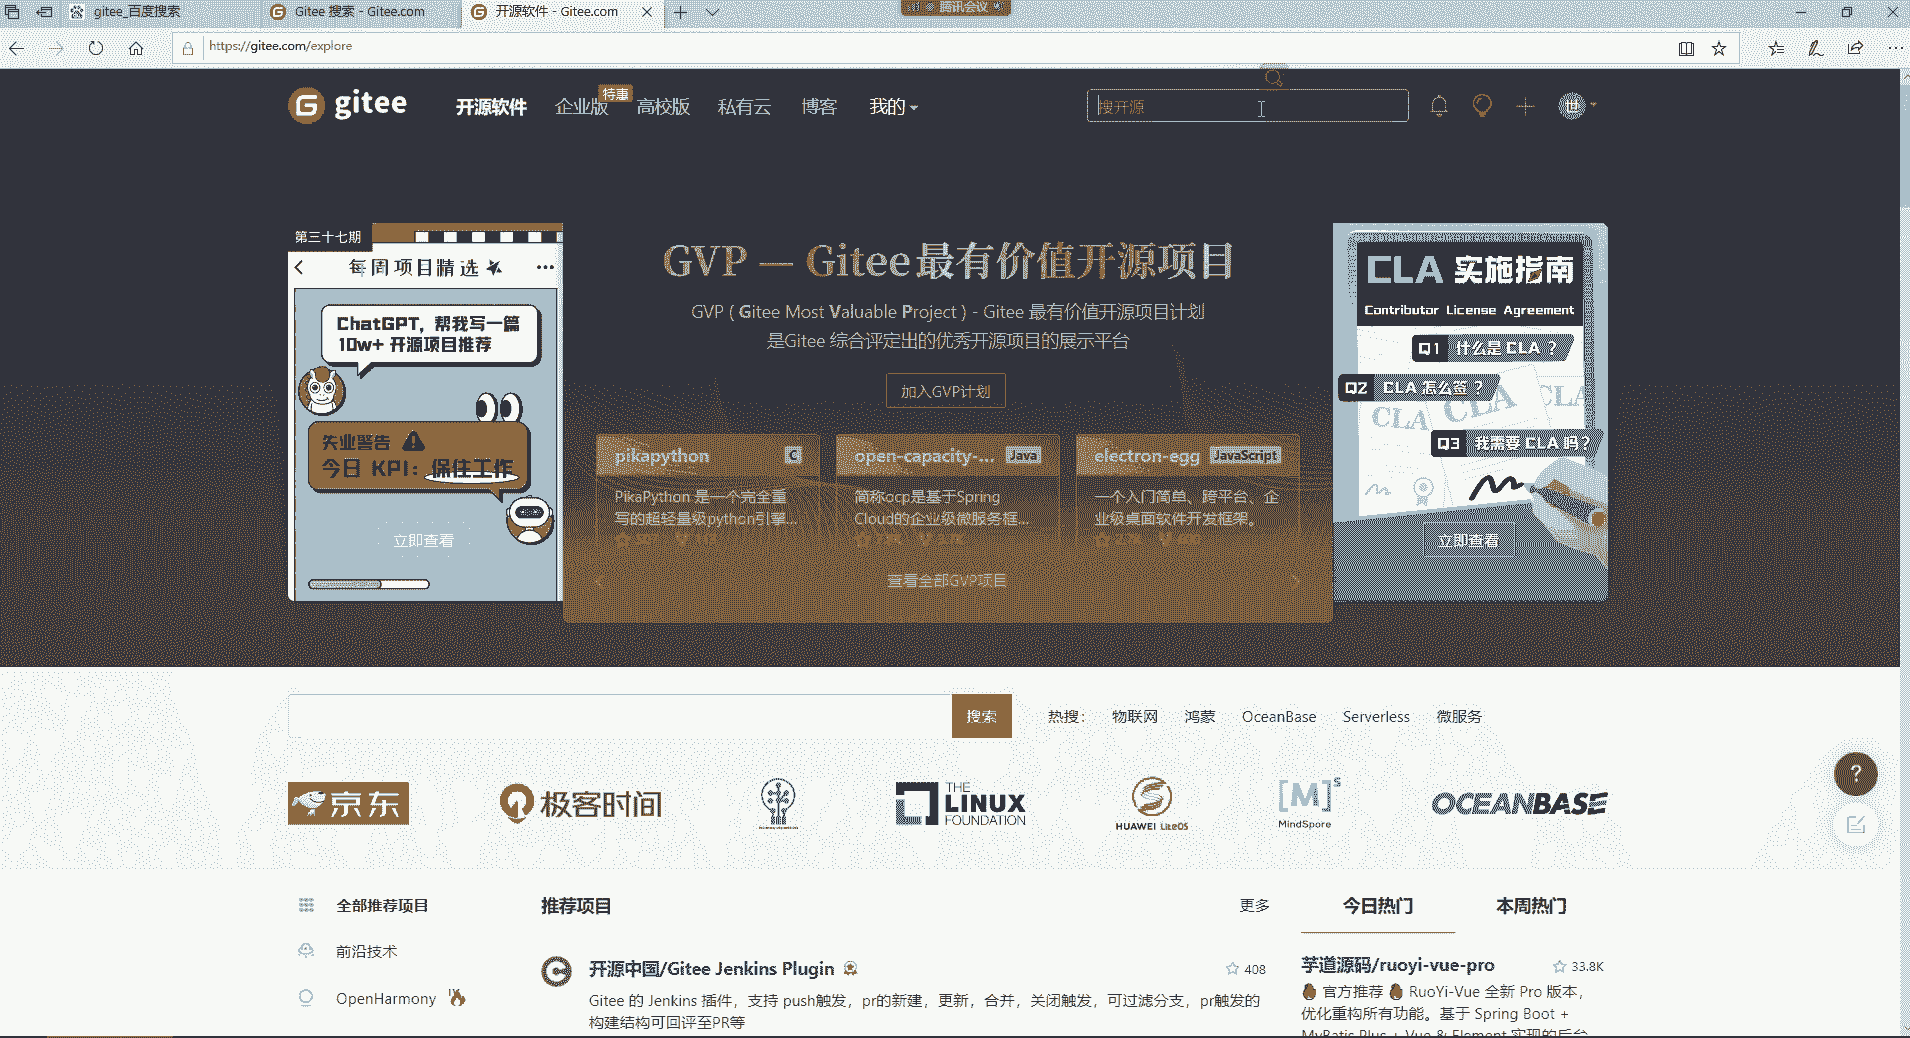 gitee_百度搜索
Gitee 搜索 - Gitee.com
开源软件 - Gitee.com
腾讯会议
https://gitee.com/explore
gitee
开源软件
企业版
特惠
高校版
私有云
博客
我的
搜开源
世
第三十七期
每周项目精选
ChatGPT，帮我写一篇
10w+ 开源项目推荐
失业警告
今日 KPI：保住工作
立即查看
GVP — Gitee最有价值开源项目
GVP ( Gitee Most Valuable Project ) - Gitee 最有价值开源项目计划
是Gitee 综合评定出的优秀开源项目的展示平台
加入GVP计划
pikapython
C
PikaPython 是一个完全重
写的超轻量级python引擎...
open-capacity-...
Java
简称ocp是基于Spring
Cloud的企业级微服务框...
electron-egg
JavaScript
一个入门简单、跨平台、企
业级桌面软件开发框架。
查看全部GVP项目
CLA 实施指南
Contributor License Agreement
Q1 什么是 CLA ？
Q2 CLA 怎么签 ？
CLA CLA CLA
Q3 我需要 CLA 吗？
立即查看
搜索
热搜：
物联网
鸿蒙
OceanBase
Serverless
微服务
京东
极客时间
THE
LINUX
FOUNDATION
HUAWEI LiteOS
[M]s
MindSpore
OCEANBASE
?
全部推荐项目
前沿技术
OpenHarmony
推荐项目
更多
开源中国/Gitee Jenkins Plugin
408
Gitee 的 Jenkins 插件，支持 push触发，pr的新建，更新，合并，关闭触发，可过滤分支，pr触发的
构建结构可回评至PR等
今日热门
本周热门
芋道源码/ruoyi-vue-pro
33.8K
官方推荐 RuoYi-Vue 全新 Pro 版本，
优化重构所有功能。基于 Spring Boot +
MyBatis Plus + Vue & Element 实现的后台